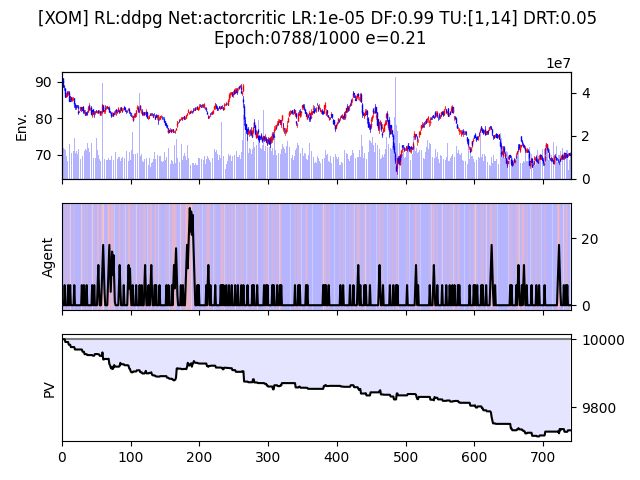 [XOM] RL:ddpg Net:actorcritic LR:1e-05 DF:0.99 TU:[1,14] DRT:0.05
Epoch:0788/1000 e=0.21
1e7
Env.
90
80
70
4
2
0
Agent
20
0
PV
10000
9800
0 100 200 300 400 500 600 700